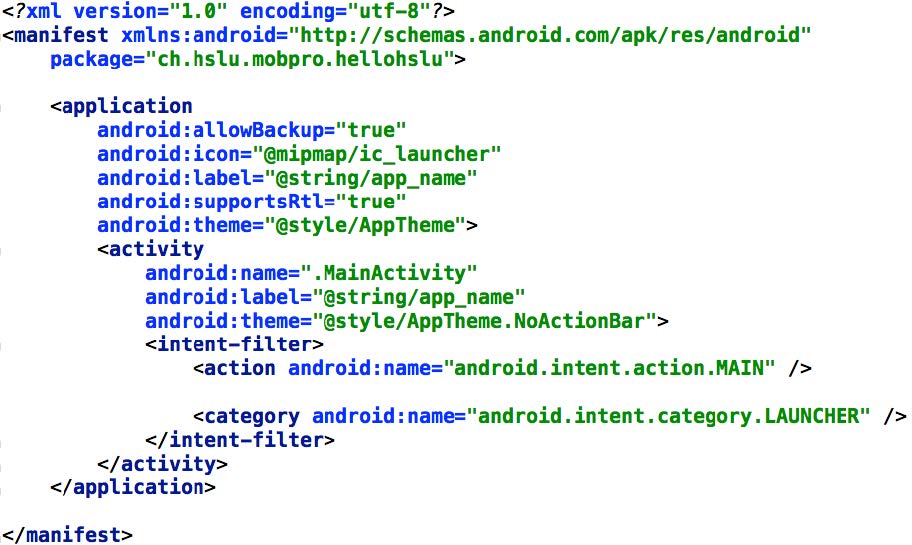 <?xml version="1.0" encoding="utf-8"?>
<manifest xmlns:android="http://schemas.android.com/apk/res/android"
    package="ch.hslu.mobpro.hellohslu">

    <application
        android:allowBackup="true"
        android:icon="@mipmap/ic_launcher"
        android:label="@string/app_name"
        android:supportsRtl="true"
        android:theme="@style/AppTheme">
        <activity
            android:name=".MainActivity"
            android:label="@string/app_name"
            android:theme="@style/AppTheme.NoActionBar">
            <intent-filter>
                <action android:name="android.intent.action.MAIN" />

                <category android:name="android.intent.category.LAUNCHER" />
            </intent-filter>
        </activity>
    </application>

</manifest>